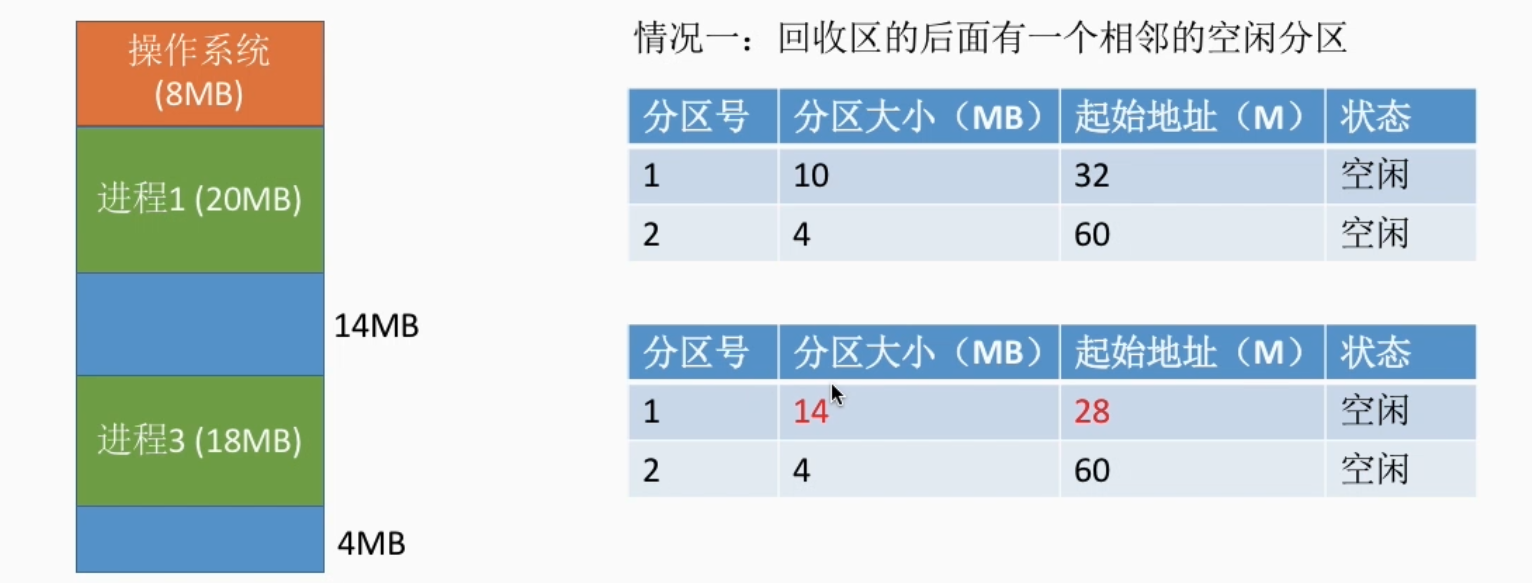 操作系统
(8MB)
进程1 (20MB)
14MB
进程3 (18MB)
4MB
情况一：回收区的后面有一个相邻的空闲分区
分区号 分区大小（MB） 起始地址（M） 状态
1 10 32 空闲
2 4 60 空闲
分区号 分区大小（MB） 起始地址（M） 状态
1 14 28 空闲
2 4 60 空闲